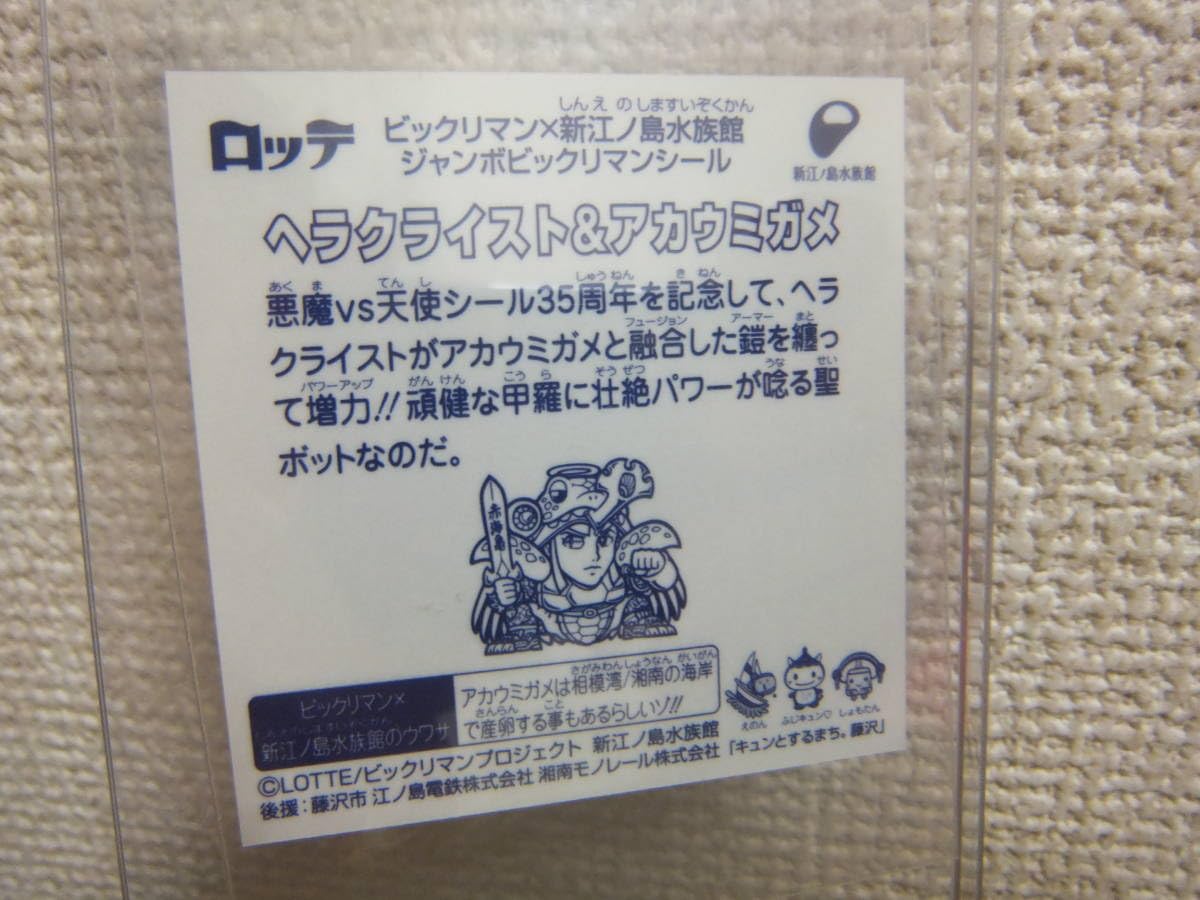 ロッテ
ビックリマン×新江ノ島水族館
しんえのしますいぞくかん
ジャンボビックリマンシール
新江ノ島水族館
ヘラクライスト&アカウミガメ
あくま てんし しゅうねん きねん
悪魔vs天使シール35周年を記念して、ヘラ
フュージョン アーマー まと
クライストがアカウミガメと融合した鎧を纏っ
パワーアップ がんけん こうら そうぜつ うな せい
て増力!!頑健な甲羅に壮絶パワーが唸る聖
ボットなのだ。
赤海亀
ビックリマン×
新江ノ島水族館のウワサ
さがみわん しょうなん かいがん
アカウミガメは相模湾/湘南の海岸
さんらん こと
で産卵する事もあるらしいゾ!!
えのん ふじキュン♡ しょもたん
©LOTTE/ビックリマンプロジェクト 新江ノ島水族館
後援：藤沢市 江ノ島電鉄株式会社 湘南モノレール株式会社 「キュンとするまち。藤沢」